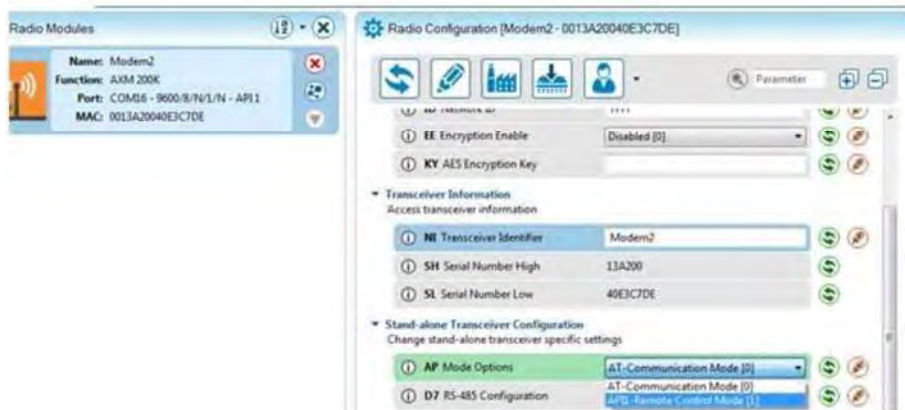 Radio Modules
Name: Modem2
Function: AXM 200K
Port: COM16 - 9600/8/N/1/N - API 1
MAC: 0013A20040E3C7DE
Radio Configuration [Modem2 - 0013A20040E3C7DE]
Parameter
EE Encryption Enable Disabled [0]
KY AES Encryption Key
Transceiver Information
Access transceiver information
NI Transceiver Identifier Modem2
SH Serial Number High 13A200
SL Serial Number Low 40E3C7DE
Stand-alone Transceiver Configuration
Change stand-alone transceiver specific settings
AP Mode Options AT-Communication Mode [0]
AT-Communication Mode [0]
D7 RS-485 Configuration API1-Remote Control Mode [1]